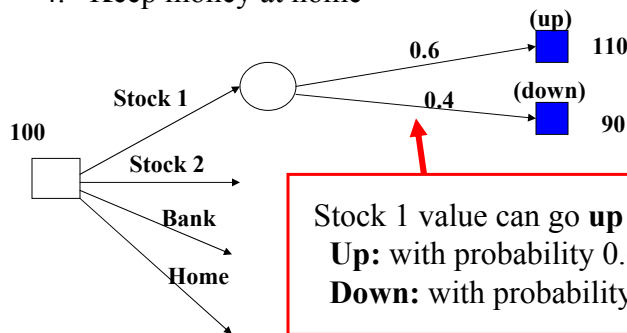 4. Keep money at home
(up)
0.6
110
Stock 1
(down)
0.4
90
100
Stock 2
Bank
Home
Stock 1 value can go up
Up: with probability 0.
Down: with probability